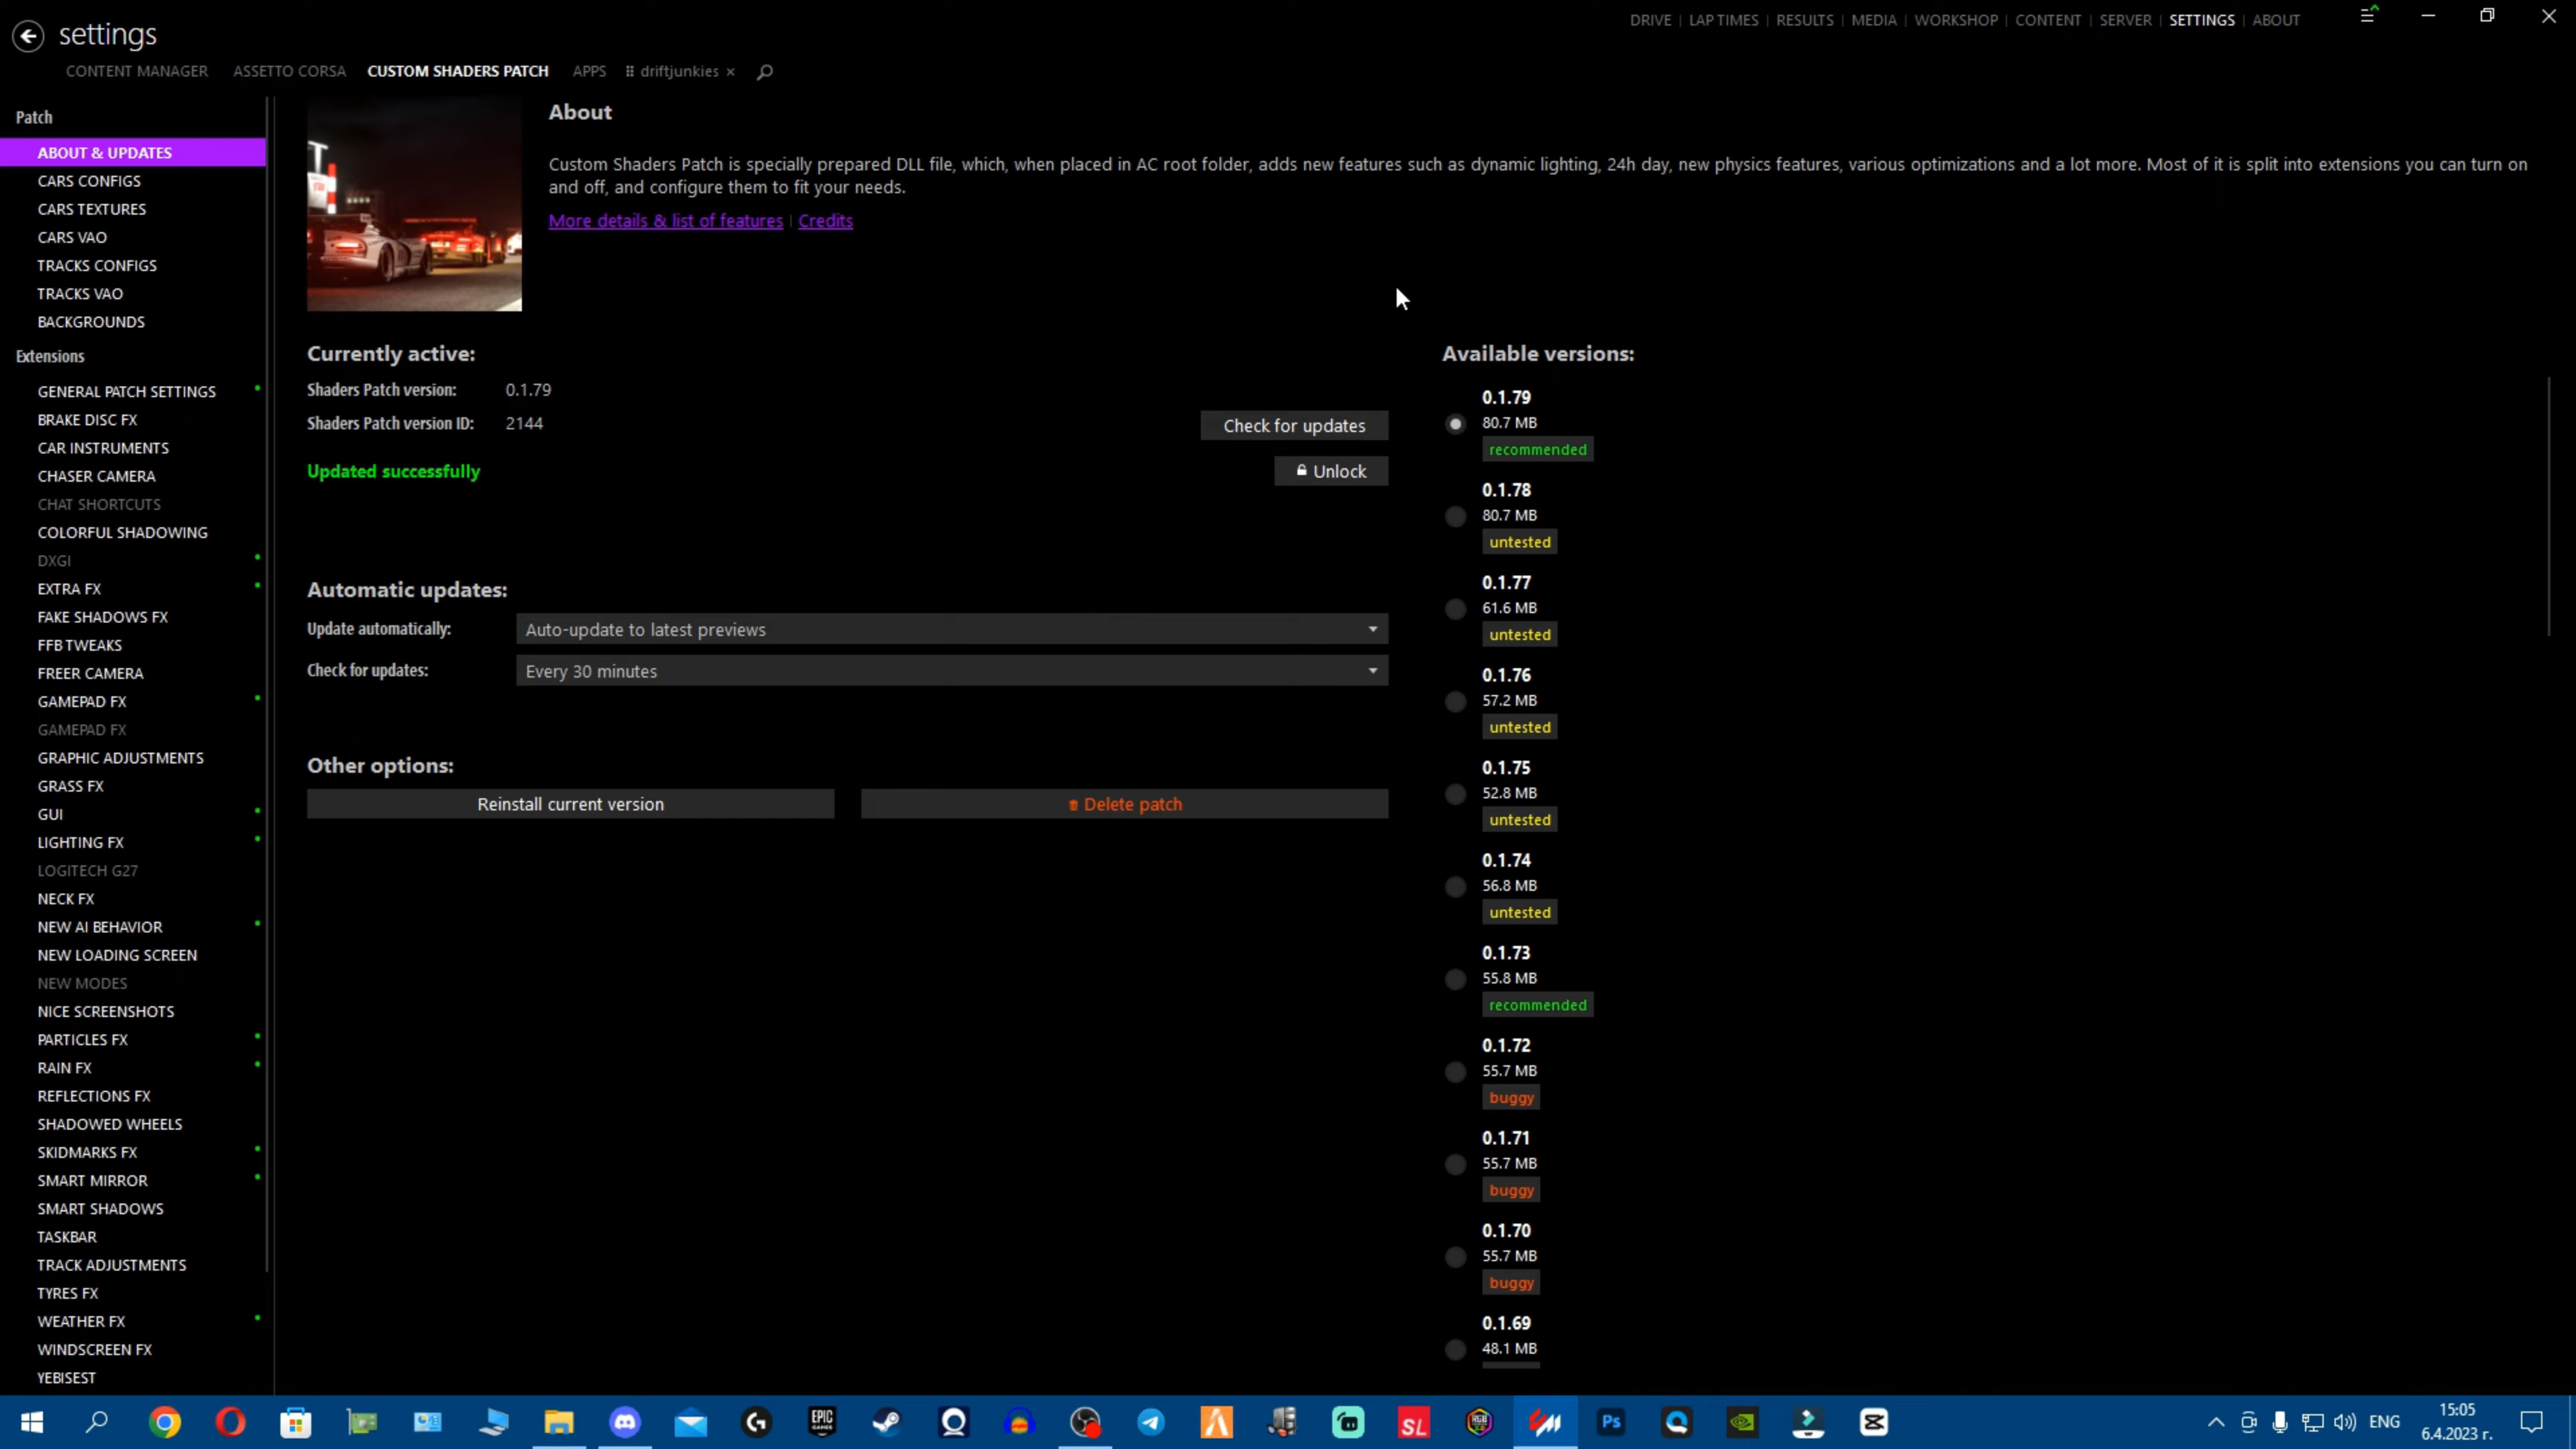 settings
DRIVE | LAP TIMES | RESULTS | MEDIA | WORKSHOP | CONTENT | SERVER | SETTINGS | ABOUT
CONTENT MANAGER ASSETTO CORSA CUSTOM SHADERS PATCH APPS driftjunkies ×
Patch
ABOUT & UPDATES
CARS CONFIGS
CARS TEXTURES
CARS VAO
TRACKS CONFIGS
TRACKS VAO
BACKGROUNDS
Extensions
GENERAL PATCH SETTINGS
BRAKE DISC FX
CAR INSTRUMENTS
CHASER CAMERA
CHAT SHORTCUTS
COLORFUL SHADOWING
DXGI
EXTRA FX
FAKE SHADOWS FX
FFB TWEAKS
FREER CAMERA
GAMEPAD FX
GAMEPAD FX
GRAPHIC ADJUSTMENTS
GRASS FX
GUI
LIGHTING FX
LOGITECH G27
NECK FX
NEW AI BEHAVIOR
NEW LOADING SCREEN
NEW MODES
NICE SCREENSHOTS
PARTICLES FX
RAIN FX
REFLECTIONS FX
SHADOWED WHEELS
SKIDMARKS FX
SMART MIRROR
SMART SHADOWS
TASKBAR
TRACK ADJUSTMENTS
TYRES FX
WEATHER FX
WINDSCREEN FX
YEBISEST
About
Custom Shaders Patch is specially prepared DLL file, which, when placed in AC root folder, adds new features such as dynamic lighting, 24h day, new physics features, various optimizations and a lot more. Most of it is split into extensions you can turn on
and off, and configure them to fit your needs.
More details & list of features | Credits
Currently active:
Shaders Patch version: 0.1.79
Shaders Patch version ID: 2144
Check for updates
Updated successfully
Unlock
Automatic updates:
Update automatically: Auto-update to latest previews
Check for updates: Every 30 minutes
Other options:
Reinstall current version
Delete patch
Available versions:
0.1.79
80.7 MB
recommended
0.1.78
80.7 MB
untested
0.1.77
61.6 MB
untested
0.1.76
57.2 MB
untested
0.1.75
52.8 MB
untested
0.1.74
56.8 MB
untested
0.1.73
55.8 MB
recommended
0.1.72
55.7 MB
buggy
0.1.71
55.7 MB
buggy
0.1.70
55.7 MB
buggy
0.1.69
48.1 MB
EPIC
GAMES
SL
Ps
ENG
15:05
6.4.2023 г.